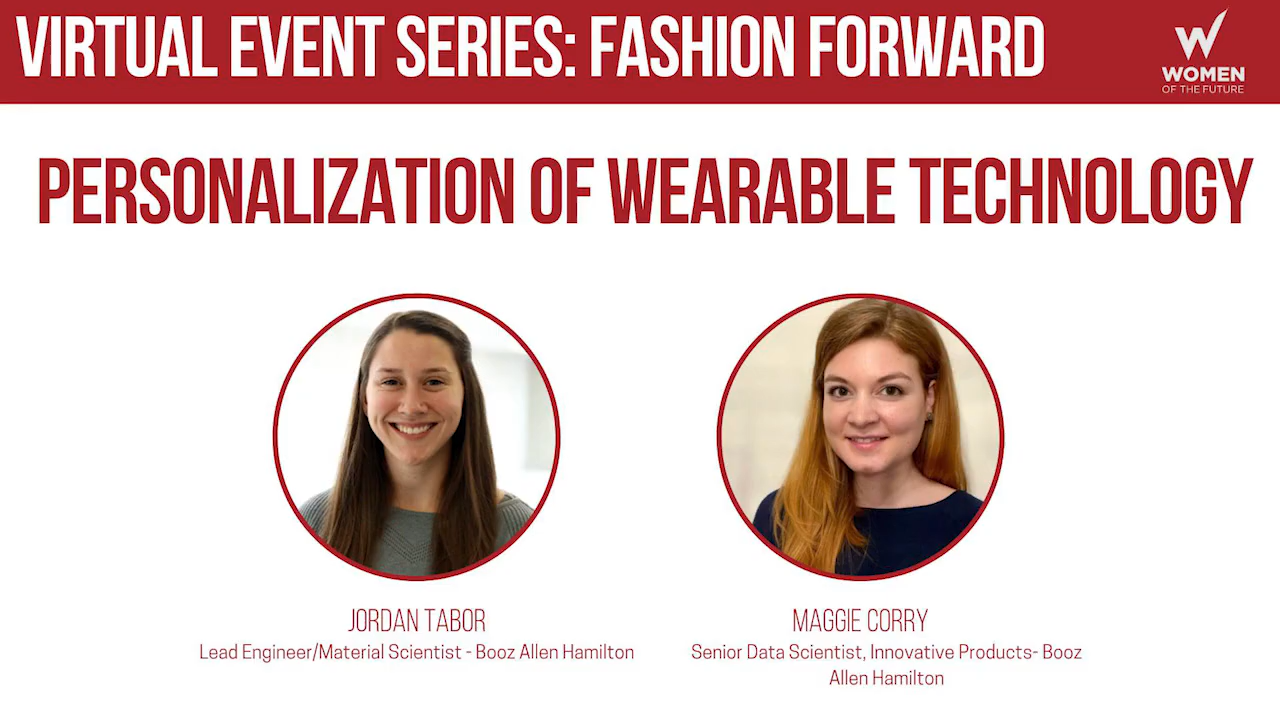 VIRTUAL EVENT SERIES: FASHION FORWARD
WOMEN
OF THE FUTURE
PERSONALIZATION OF WEARABLE TECHNOLOGY
JORDAN TABOR
Lead Engineer/Material Scientist - Booz Allen Hamilton
MAGGIE CORRY
Senior Data Scientist, Innovative Products- Booz
Allen Hamilton